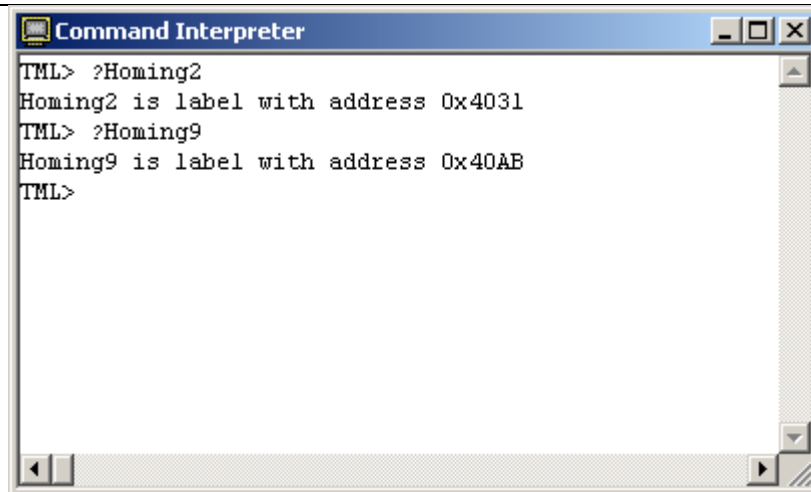 Command Interpreter
TML> ?Homing2
Homing2 is label with address 0x4031
TML> ?Homing9
Homing9 is label with address 0x40AB
TML>